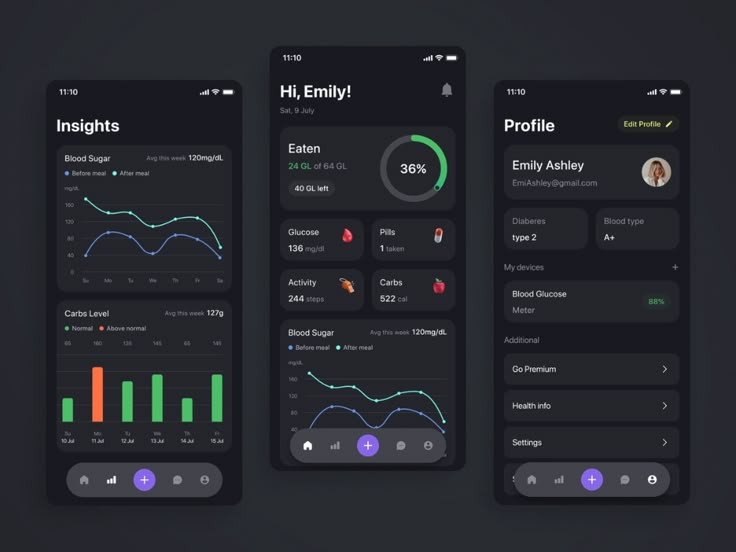 11:10
Insights
Blood Sugar
Avg this week 120mg/dL
Before meal
After meal
mg/dL
160
120
80
40
0
Su Mo Tu We Th Fr Sa
Carbs Level
Avg this week 127g
Normal
Above normal
65 180 135 145 65 145
Su Mo Tu We Th Fr
10 Jul 11 Jul 12 Jul 13 Jul 14 Jul 15 Jul
11:10
Hi, Emily!
Sat, 9 July
Eaten
24 GL of 64 GL
40 GL left
36%
Glucose
136 mg/dl
Pills
1 taken
Activity
244 steps
Carbs
522 cal
Blood Sugar
Avg this week 120mg/dL
Before meal
After meal
mg/dL
160
120
80
40
11:10
Profile
Edit Profile
Emily Ashley
EmiAshley@gmail.com
Diaberes
type 2
Blood type
A+
My devices
Blood Glucose
Meter
88%
Additional
Go Premium
Health info
Settings